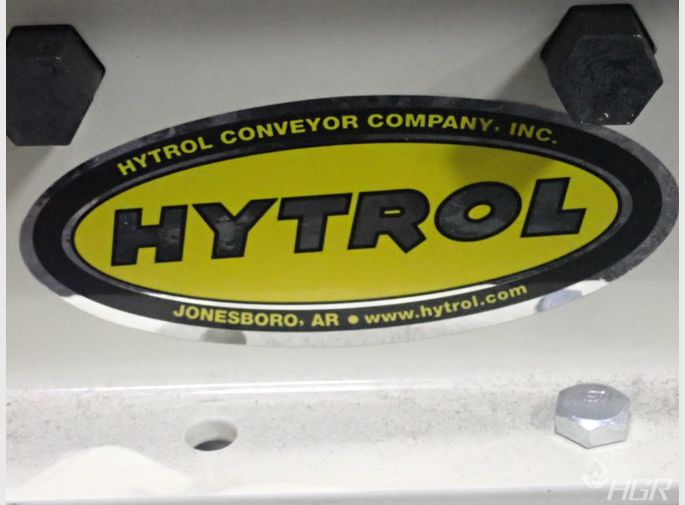 HYTROL CONVEYOR COMPANY, INC.
HYTROL
JONESBORO, AR • www.hytrol.com
HGR